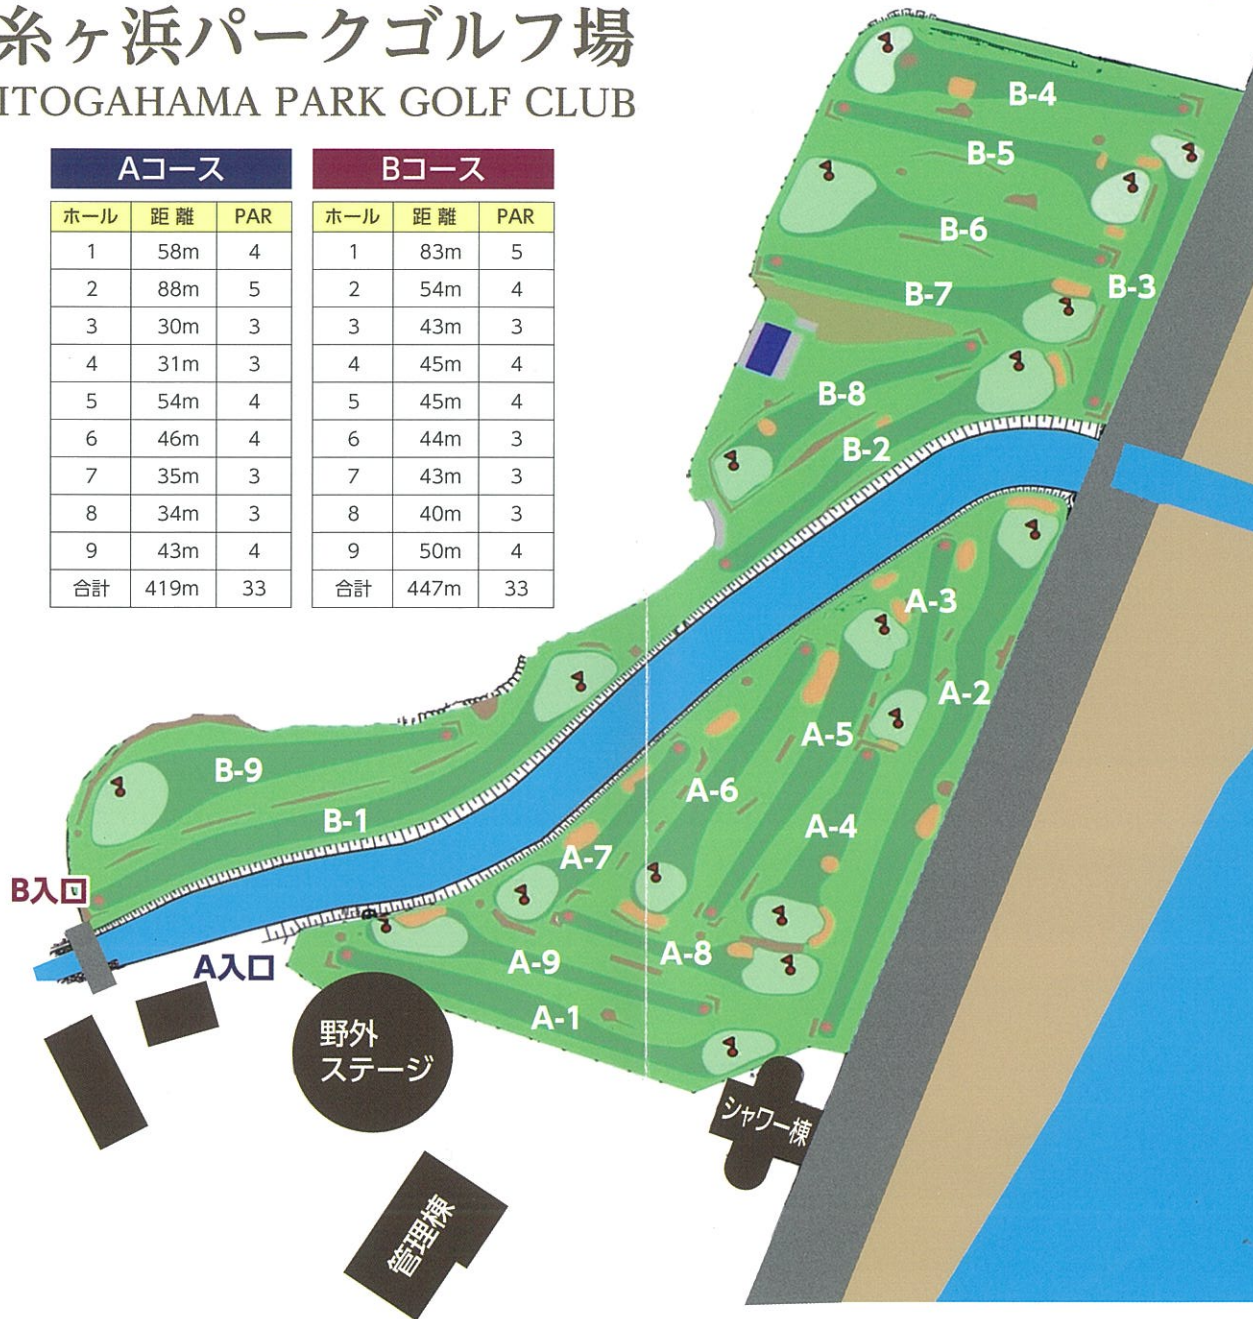 糸ヶ浜パークゴルフ場
ITOGAHAMA PARK GOLF CLUB
Aコース
ホール 距離 PAR
1 58m 4
2 88m 5
3 30m 3
4 31m 3
5 54m 4
6 46m 4
7 35m 3
8 34m 3
9 43m 4
合計 419m 33
Bコース
ホール 距離 PAR
1 83m 5
2 54m 4
3 43m 3
4 45m 4
5 45m 4
6 44m 3
7 43m 3
8 40m 3
9 50m 4
合計 447m 33
B-4
B-5
B-6
B-3
B-7
B-8
B-2
A-3
A-2
A-5
B-9
A-6
B-1
A-4
A-7
B入口
A-8
A-9
A入口
A-1
野外
ステージ
シャワー棟
管理棟